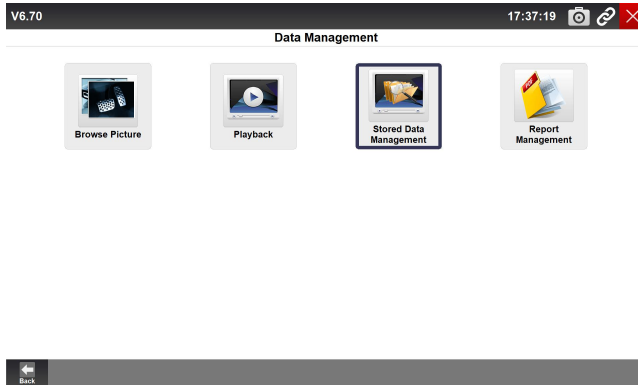 V6.70
17:37:19
Data Management
Browse Picture
Playback
Stored Data
Management
Report
Management
Back